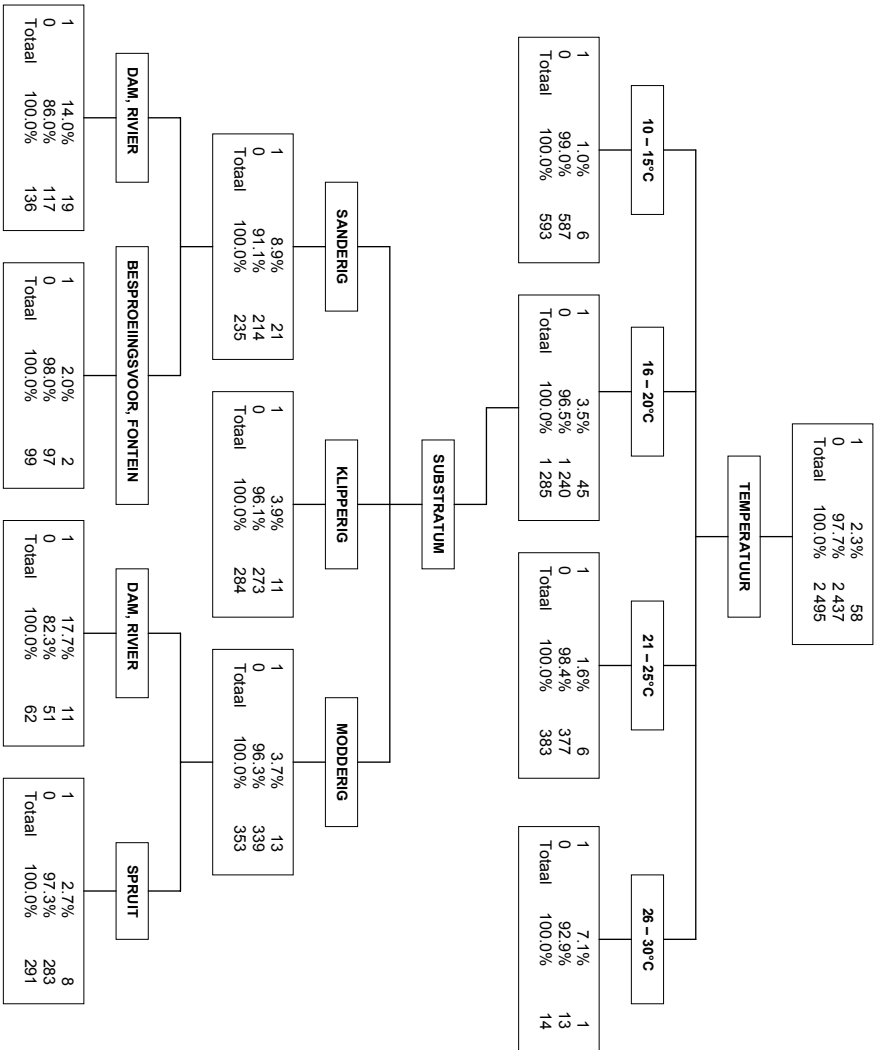 1 2.3% 58
0 97.7% 2 437
Totaal 100.0% 2 495
TEMPERATUUR
10 – 15°C
16 – 20°C
21 – 25°C
26 – 30°C
1 1.0% 6
0 99.0% 587
Totaal 100.0% 593
1 3.5% 45
0 96.5% 1 240
Totaal 100.0% 1 285
1 1.6% 6
0 98.4% 377
Totaal 100.0% 383
1 7.1% 1
0 92.9% 13
Totaal 100.0% 14
SUBSTRATUM
SANDERIG
KLIPPERIG
MODDERIG
1 8.9% 21
0 91.1% 214
Totaal 100.0% 235
1 3.9% 11
0 96.1% 273
Totaal 100.0% 284
1 3.7% 13
0 96.3% 339
Totaal 100.0% 353
DAM, RIVIER
BESPROEIINGSVOOR, FONTEIN
DAM, RIVIER
SPRUIT
1 14.0% 19
0 86.0% 117
Totaal 100.0% 136
1 2.0% 2
0 98.0% 97
Totaal 100.0% 99
1 17.7% 11
0 82.3% 51
Totaal 100.0% 62
1 2.7% 8
0 97.3% 283
Totaal 100.0% 291